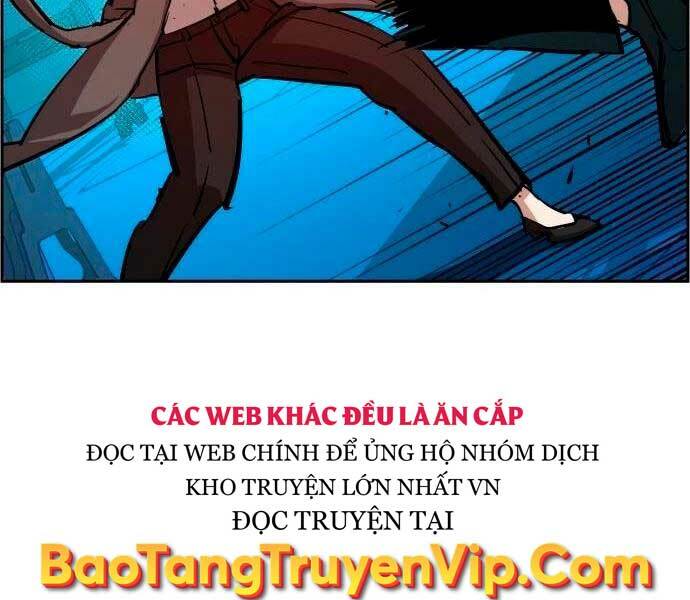 CÁC WEB KHÁC ĐỀU LÀ ĂN CẮP
ĐỌC TẠI WEB CHÍNH ĐỂ ỦNG HỘ NHÓM DỊCH
KHO TRUYỆN LỚN NHẤT VN
ĐỌC TRUYỆN TẠI
BaoTangTruyenVip.Com